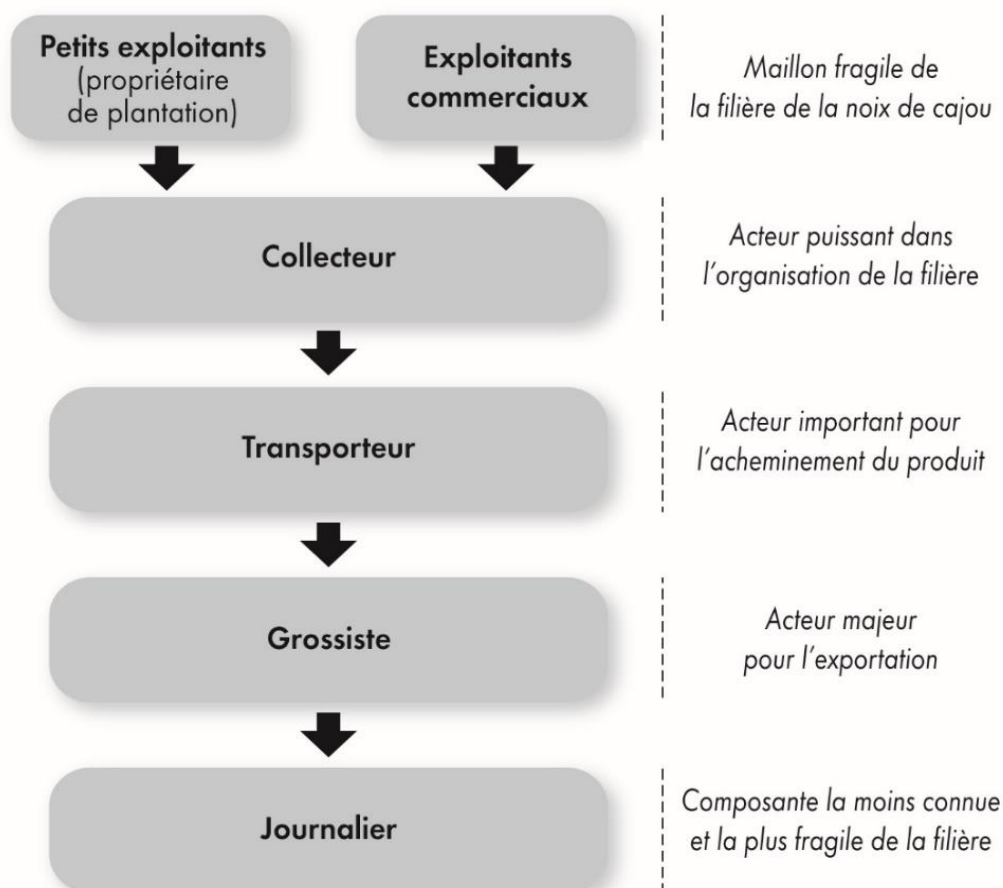 Petits exploitants
(propriétaire
de plantation)
Exploitants
commerciaux
Maillon fragile de
la filière de la noix de cajou
Collecteur
Acteur puissant dans
l'organisation de la filière
Transporteur
Acteur important pour
l'acheminement du produit
Grossiste
Acteur majeur
pour l'exportation
Journalier
Composante la moins connue
et la plus fragile de la filière